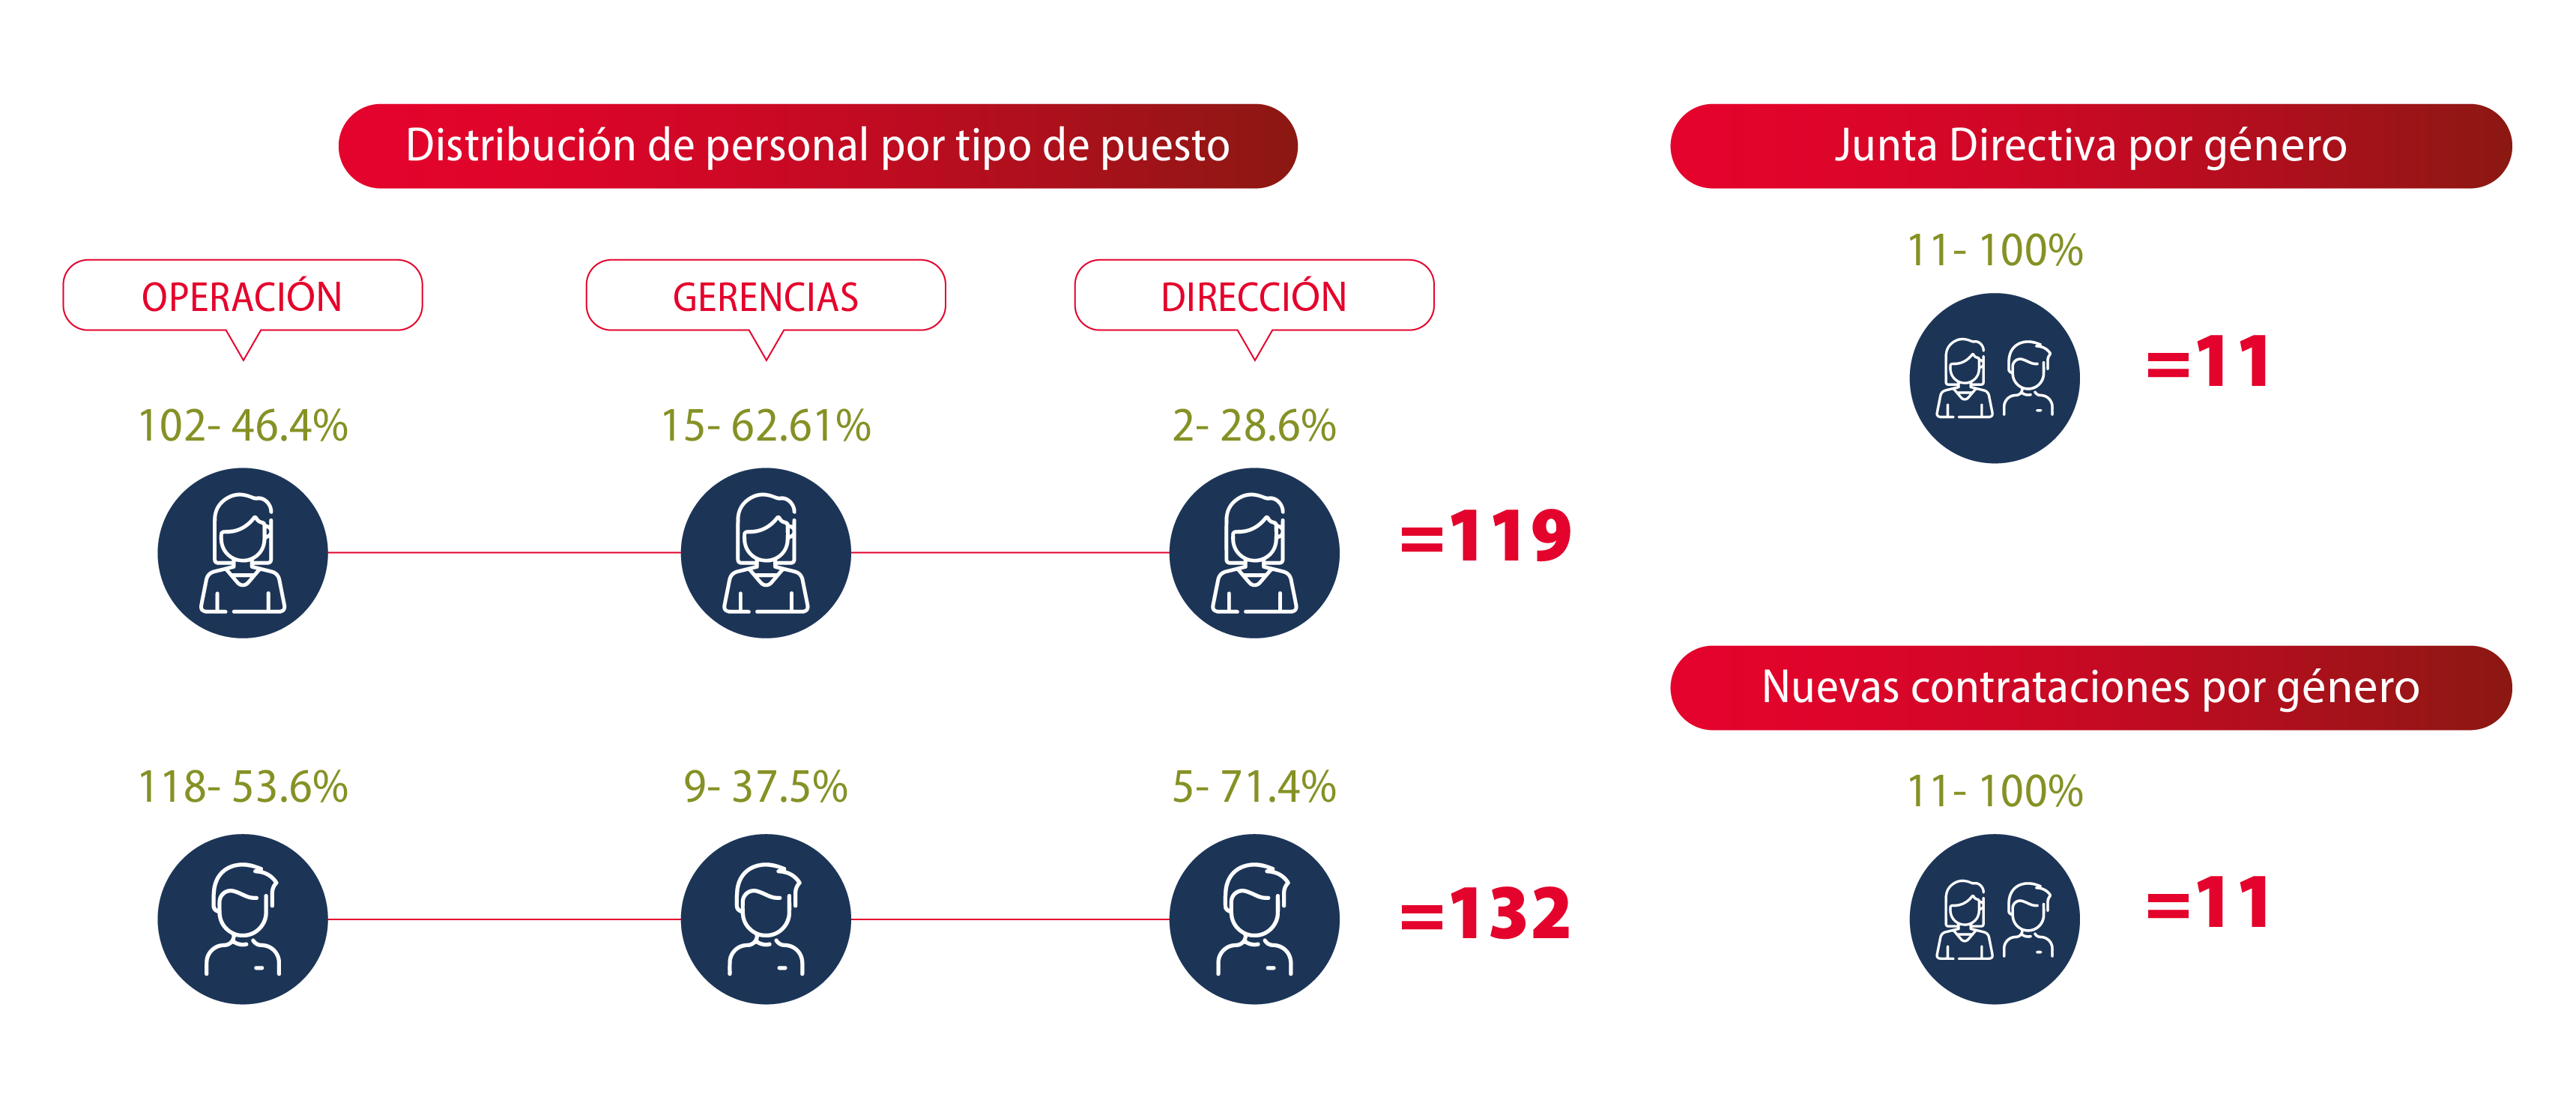 Distribución de personal por tipo de puesto
OPERACIÓN
GERENCIAS
DIRECCIÓN
102- 46.4%
15- 62.61%
2- 28.6%
=119
118- 53.6%
9- 37.5%
5- 71.4%
=132
Junta Directiva por género
11- 100%
=11
Nuevas contrataciones por género
11- 100%
=11